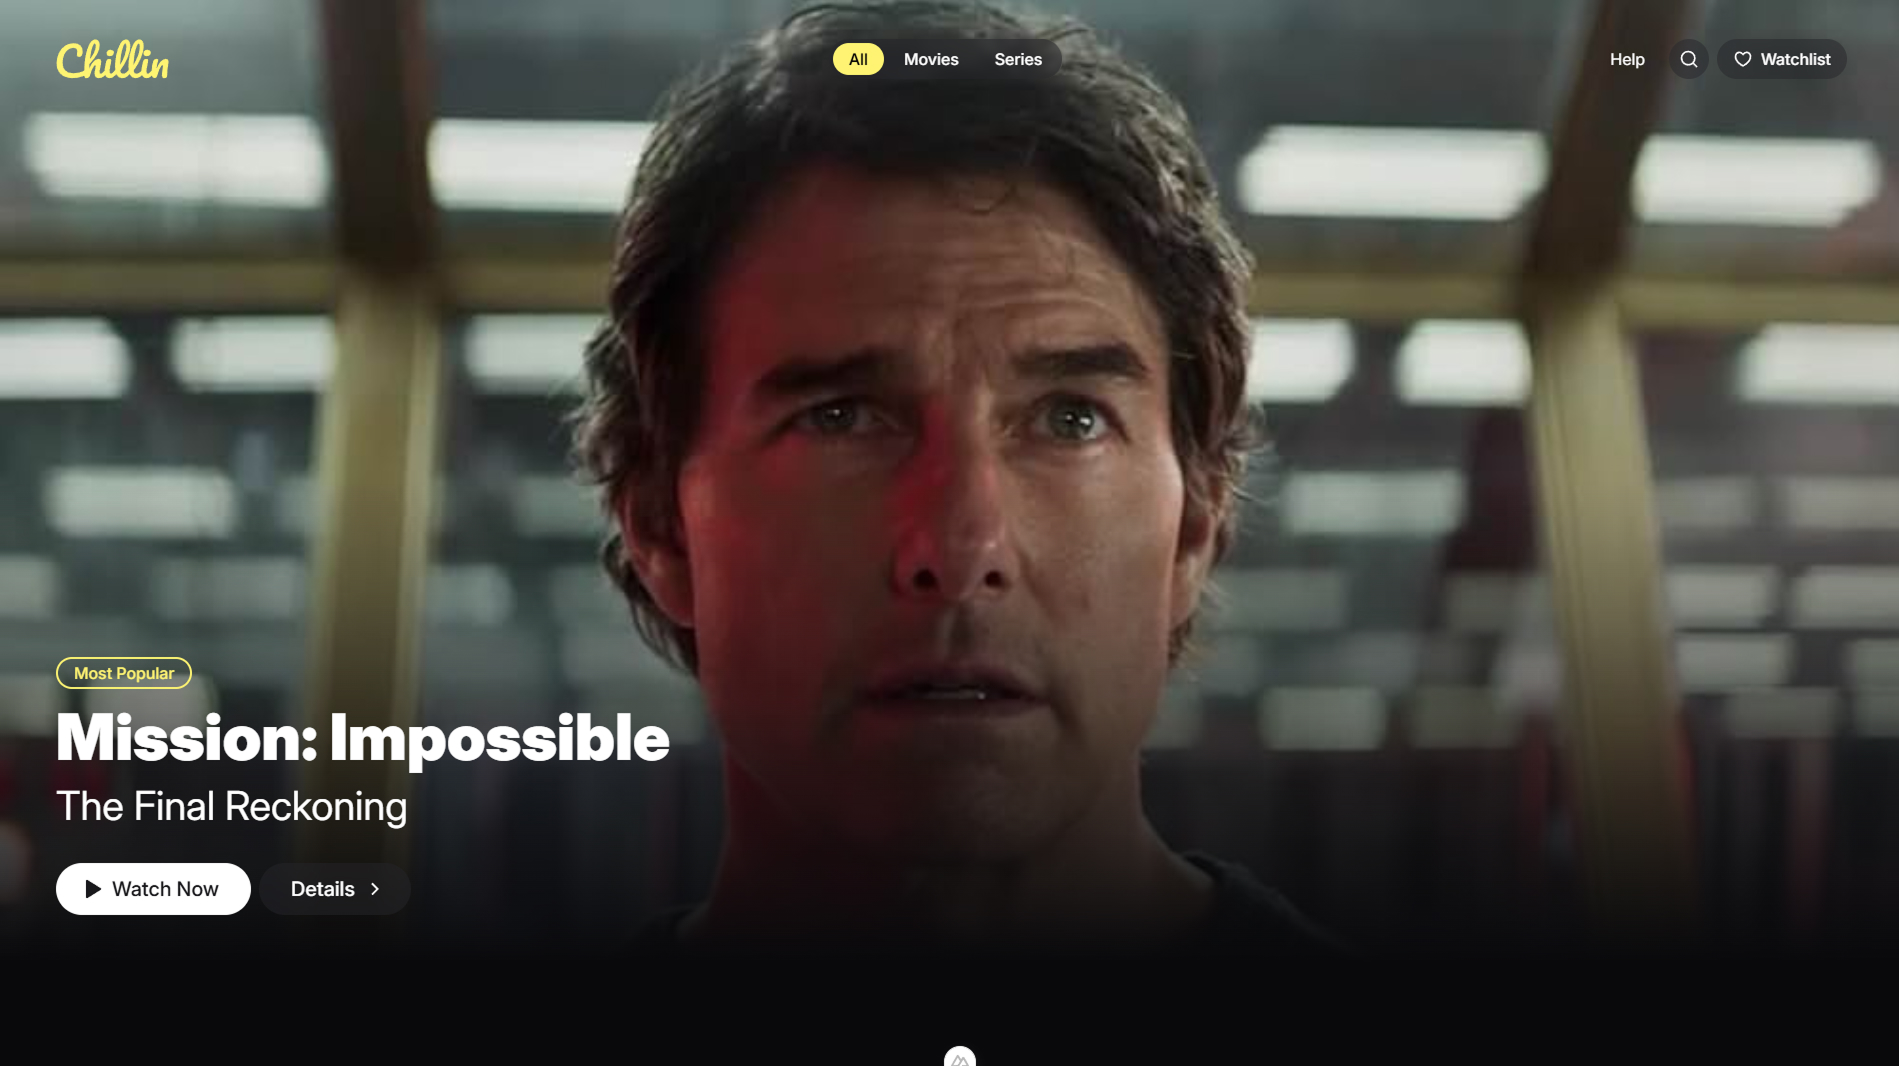 Chillin
All
Movies
Series
Help
Watchlist
Most Popular
Mission: Impossible
The Final Reckoning
Watch Now
Details